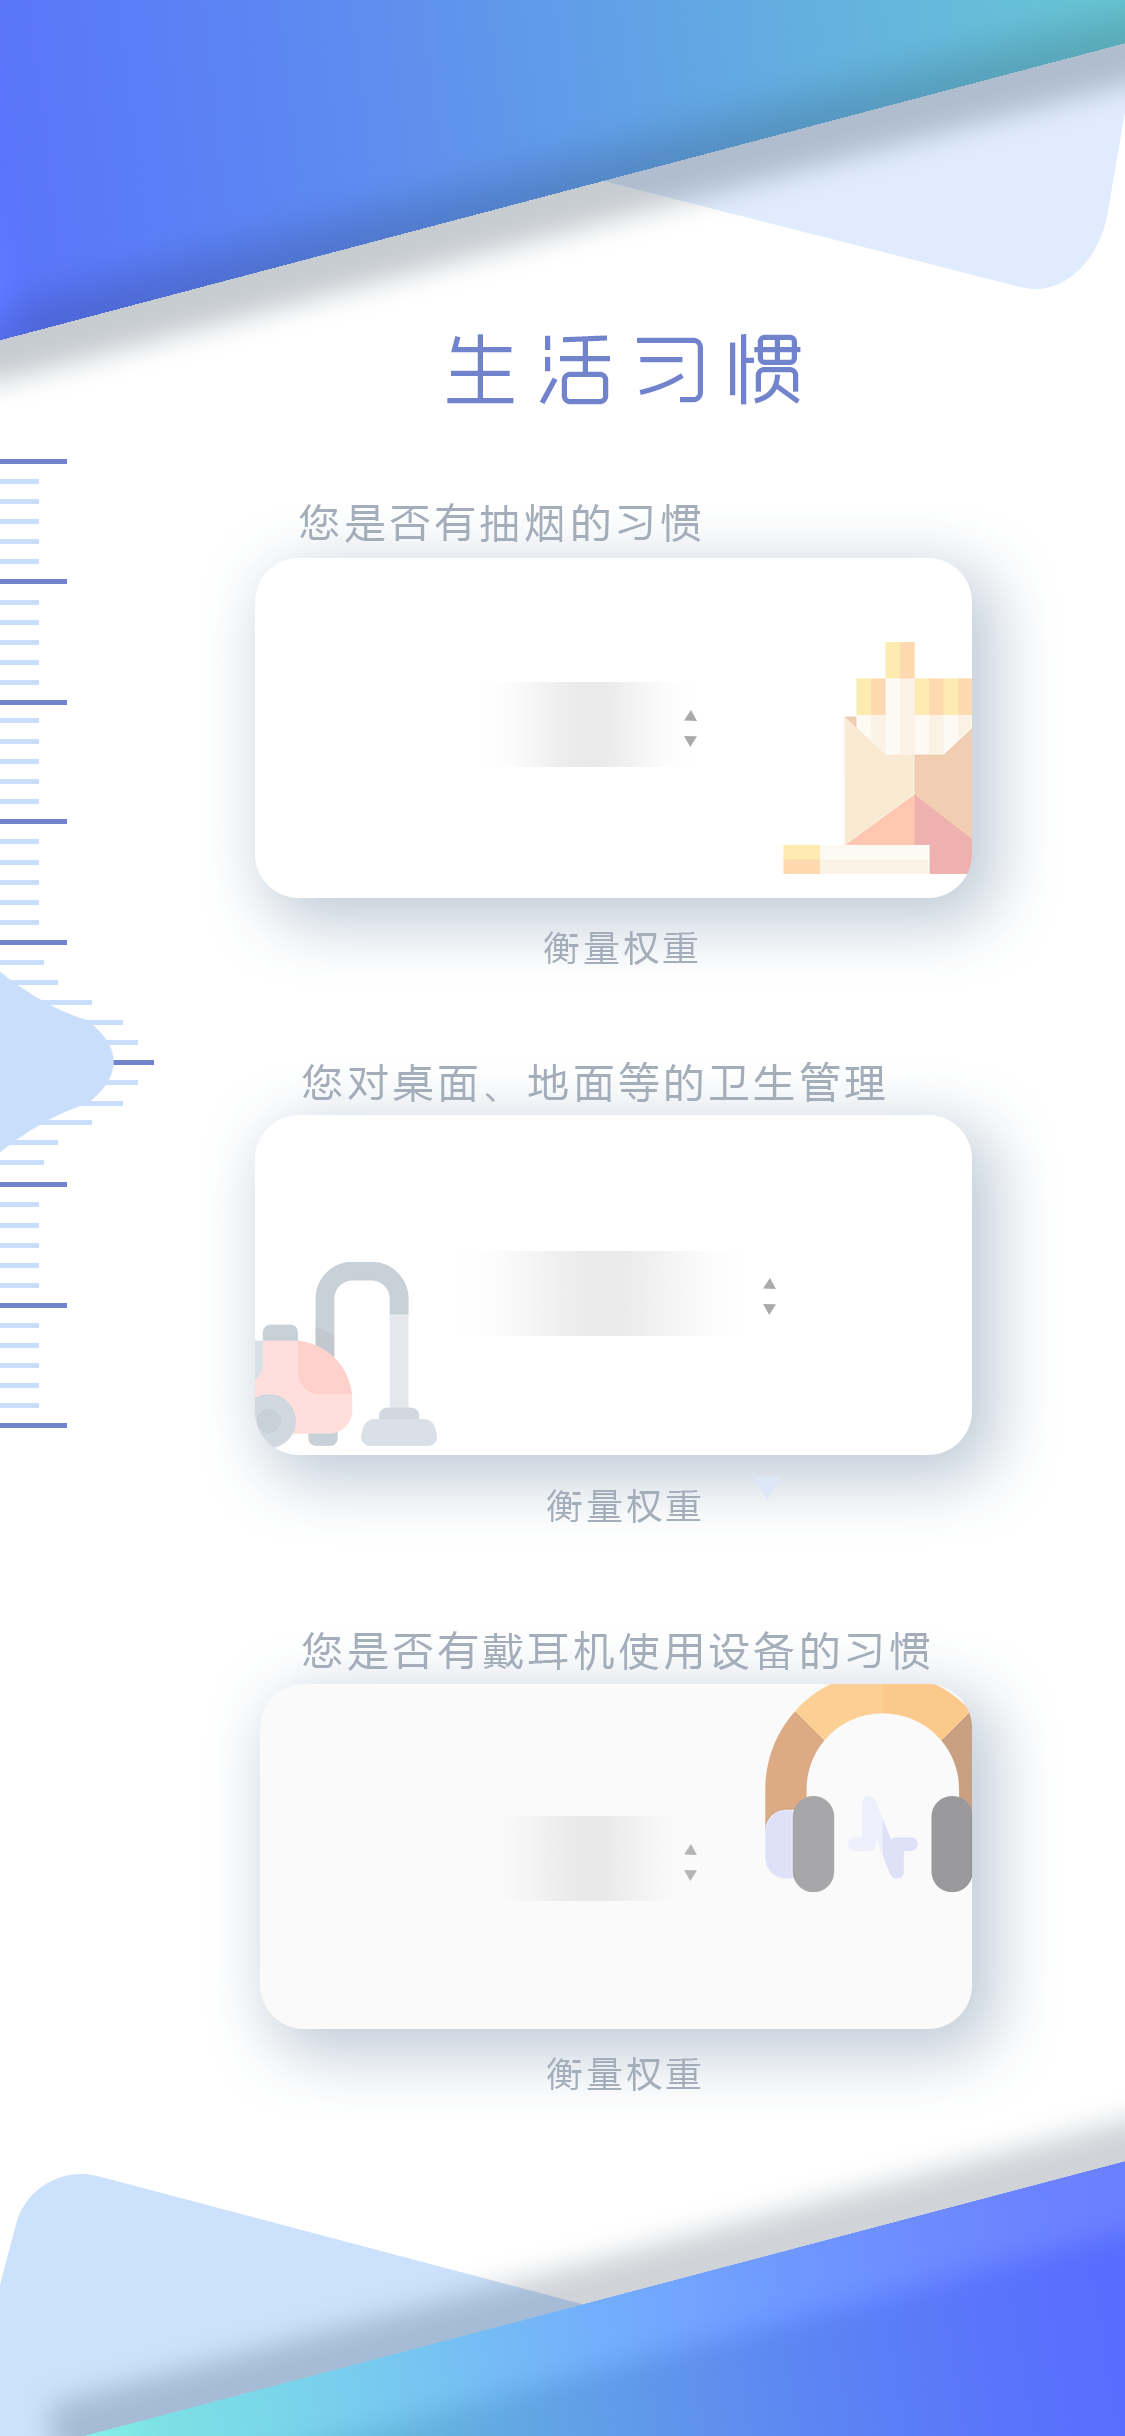 生活习惯
您是否有抽烟的习惯
衡量权重
您对桌面、地面等的卫生管理
衡量权重
您是否有戴耳机使用设备的习惯
衡量权重